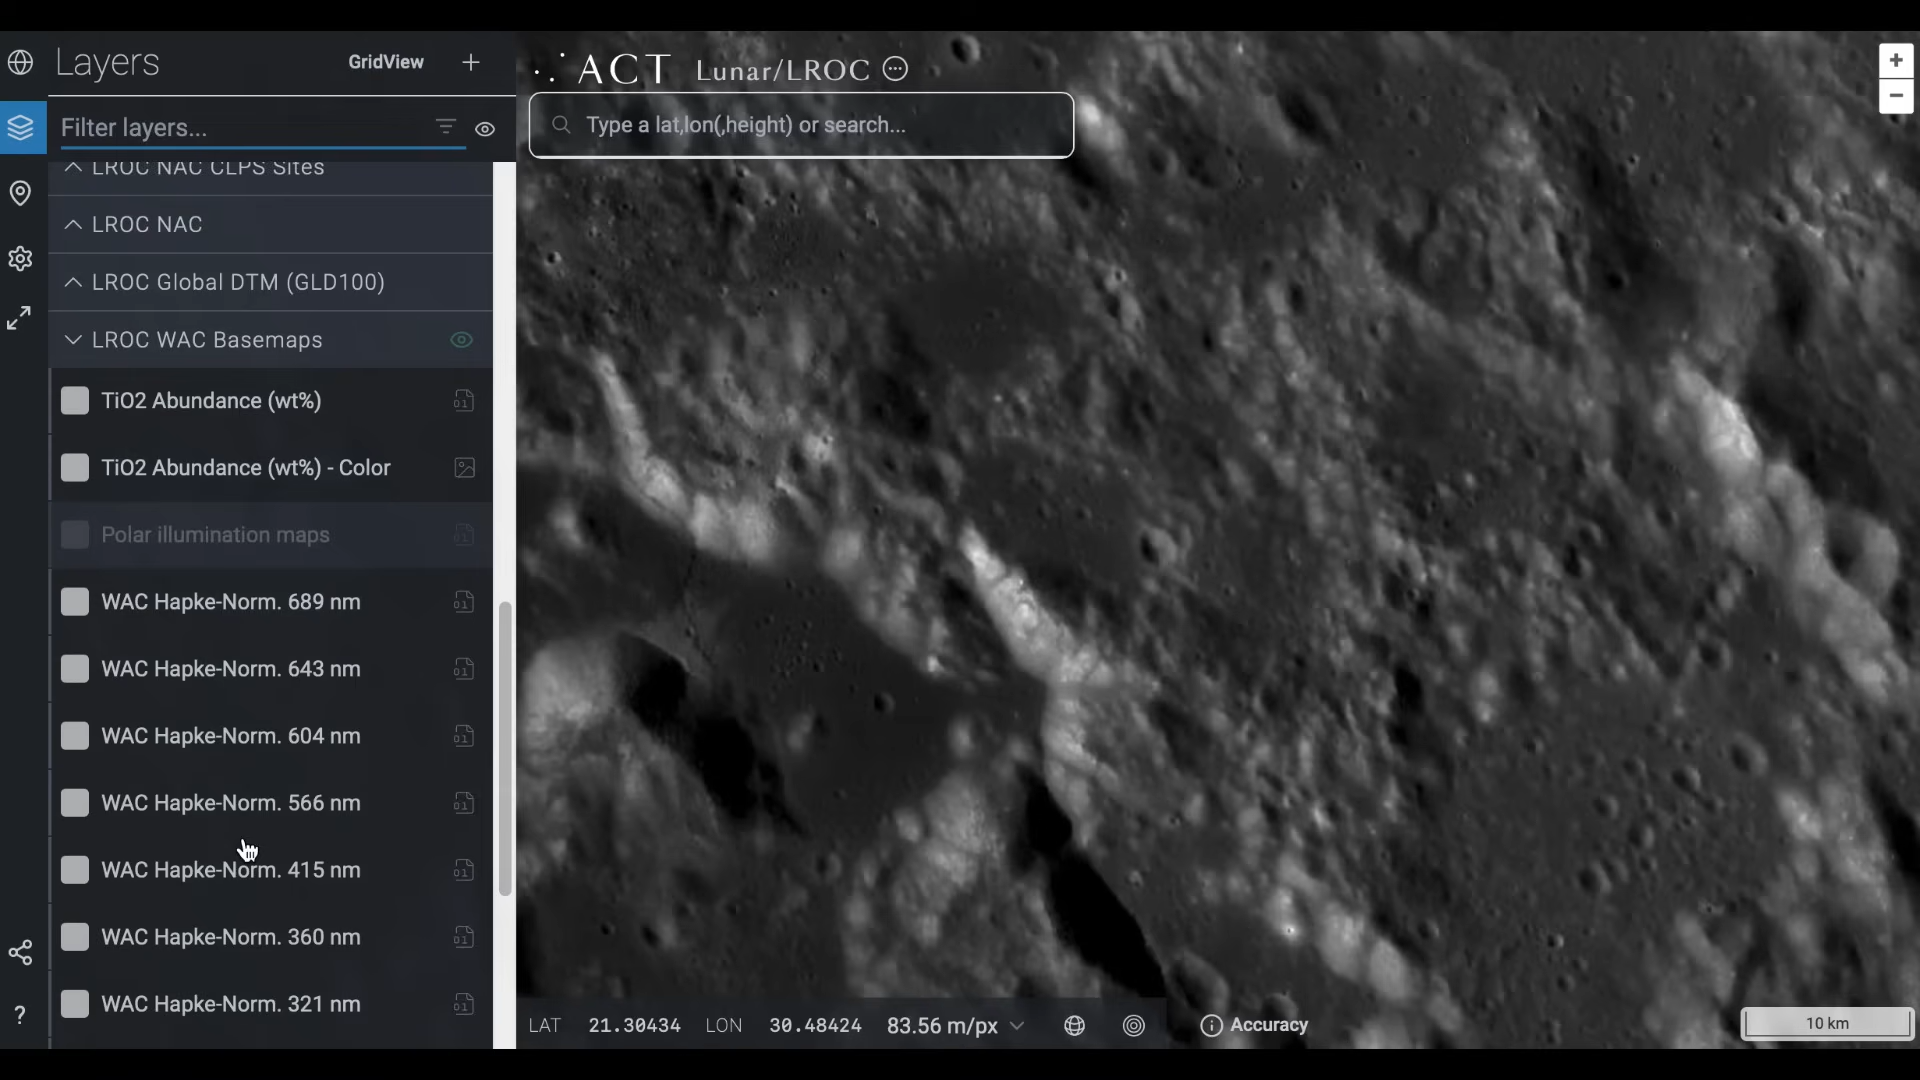 Layers
GridView
Filter layers...
LROC NAC CLPS Sites
LROC NAC
LROC Global DTM (GLD100)
LROC WAC Basemaps
TiO2 Abundance (wt%)
TiO2 Abundance (wt%) - Color
Polar illumination maps
WAC Hapke-Norm. 689 nm
WAC Hapke-Norm. 643 nm
WAC Hapke-Norm. 604 nm
WAC Hapke-Norm. 566 nm
WAC Hapke-Norm. 415 nm
WAC Hapke-Norm. 360 nm
WAC Hapke-Norm. 321 nm
ACT Lunar/LROC
Type a lat,lon(,height) or search...
LAT 21.30434 LON 30.48424 83.56 m/px
Accuracy
10 km